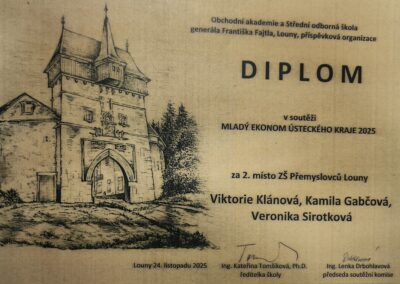 Obchodní akademie a Střední odborná škola
generála Františka Fajtla, Louny, příspěvková organizace
DIPLOM
v soutěži
MLADÝ EKONOM ÚSTECKÉHO KRAJE 2025
za 2. místo ZŠ Přemyslovců Louny
Viktorie Klánová, Kamila Gabčová,
Veronika Sirotková
Louny 24. listopadu 2025
Ing. Kateřina Tomšíková, Ph.D.
ředitelka školy
Ing. Lenka Drbohlavová
předseda soutěžní komise